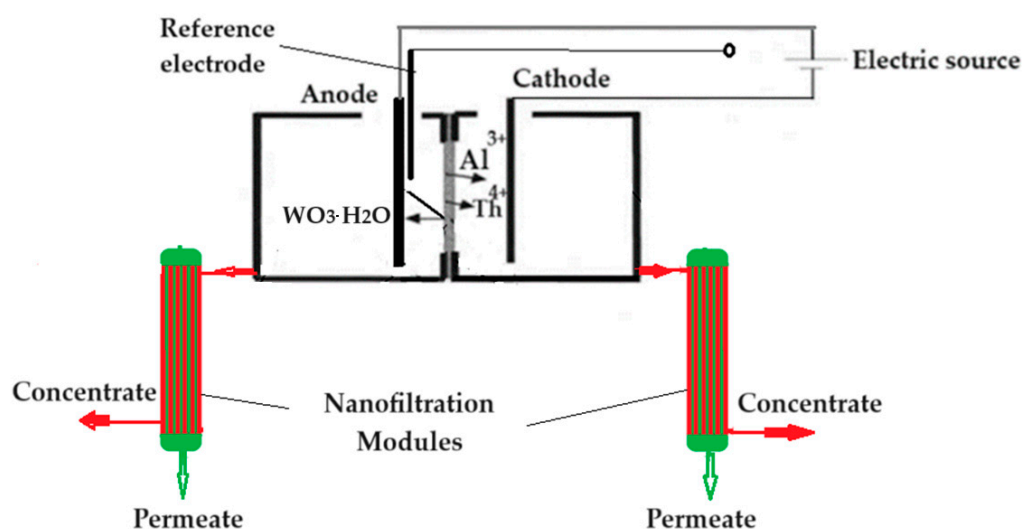 Reference
electrode
Anode
Cathode
Electric source
Al³⁺
Th⁴⁺
WO3·H2O
Concentrate
Nanofiltration
Modules
Concentrate
Permeate
Permeate